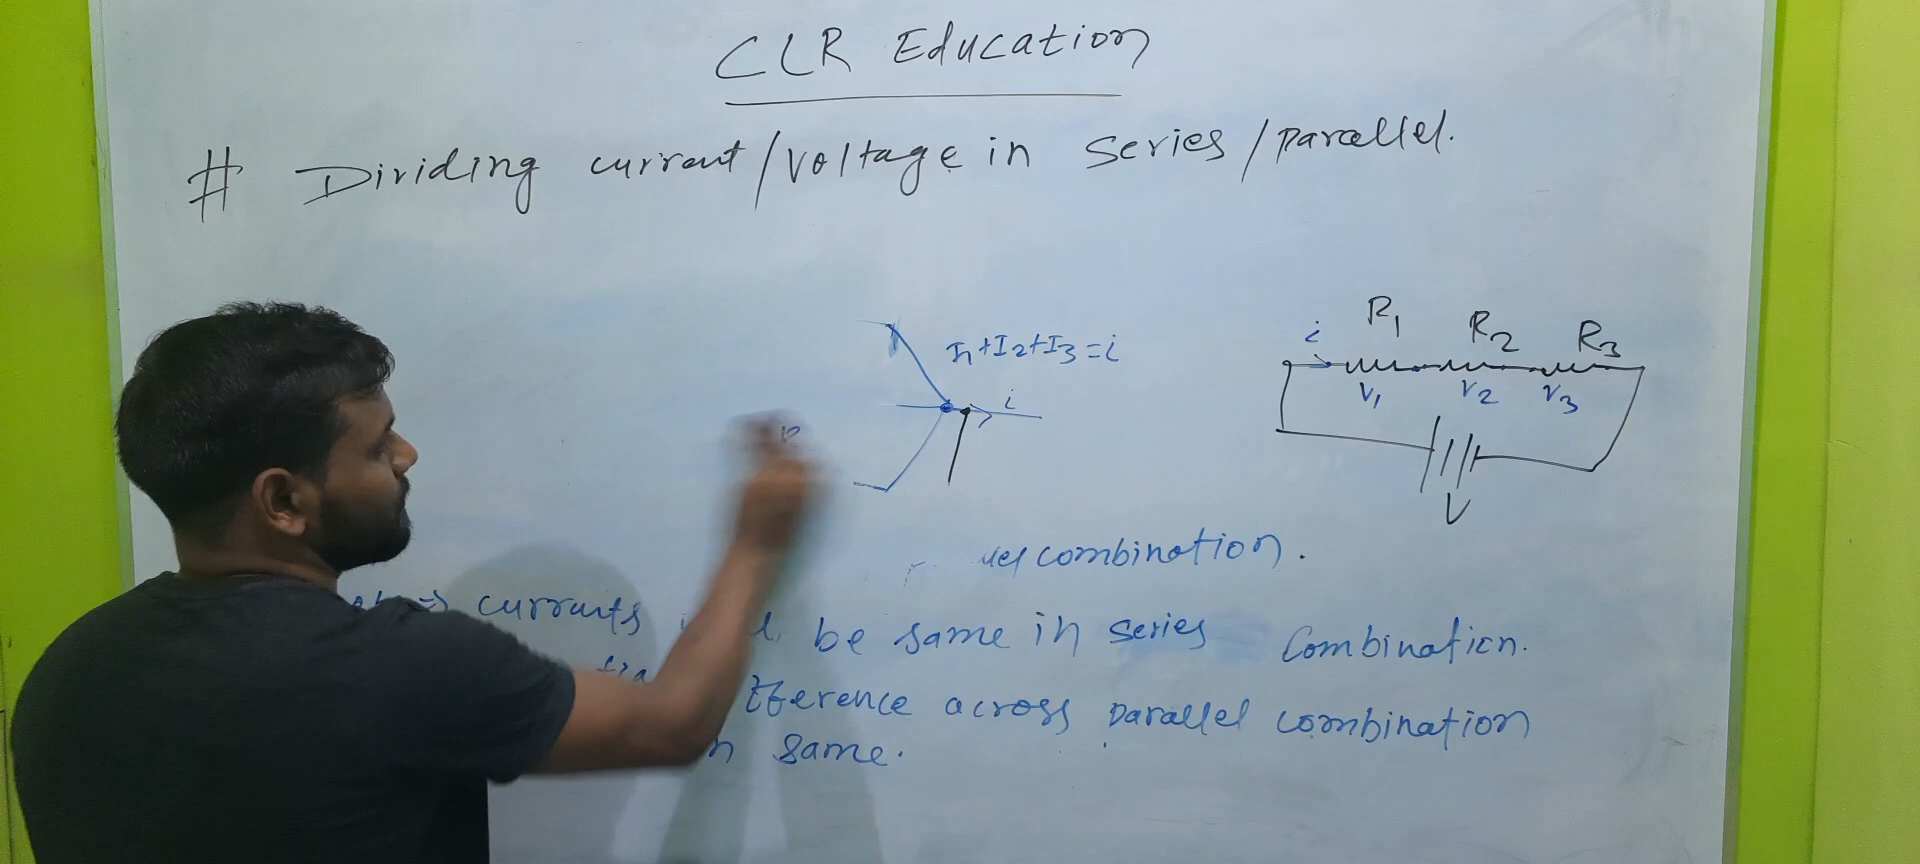 CLR Education
# Dividing current/voltage in series/parallel.
I1+I2+I3=i
i
i R1 R2 R3
V1 V2 V3
V
combination.
currents be same in series combination.
across parallel combination
same.